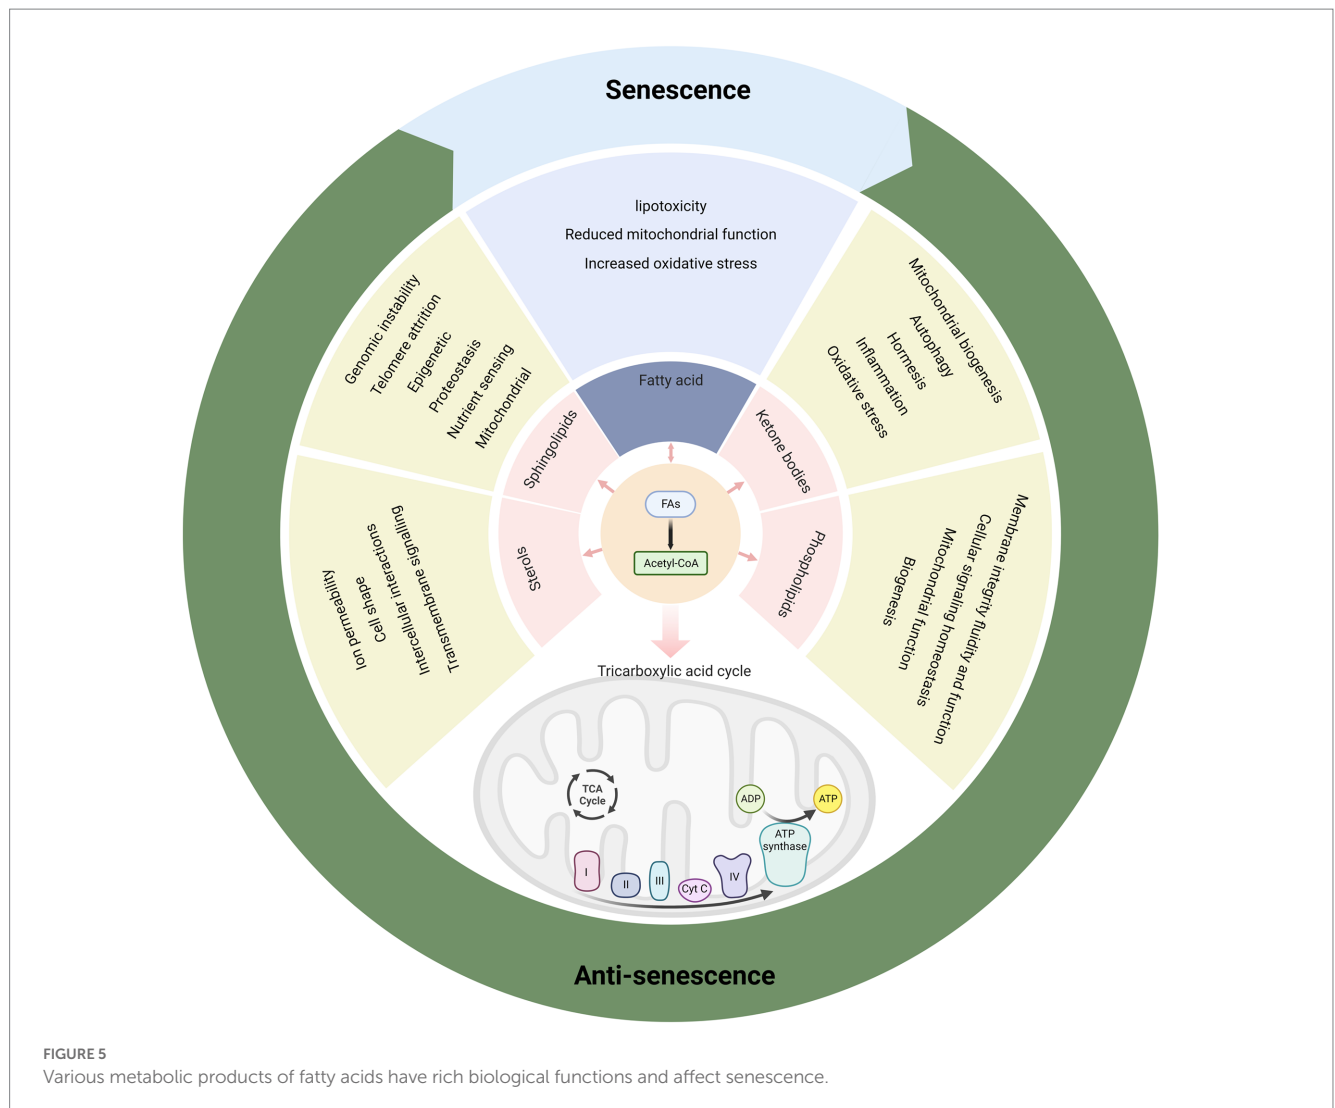 Senescence
lipotoxicity
Reduced mitochondrial function
Increased oxidative stress
Genomic instability
Telomere attrition
Epigenetic
Proteostasis
Nutrient sensing
Mitochondrial
Mitochondrial biogenesis
Autophagy
Hormesis
Inflammation
Oxidative stress
Fatty acid
Sphingolipids
Ketone bodies
FAs
Acetyl-CoA
Sterols
Phospholipids
Ion permeability
Cell shape
Intercellular interactions
Transmembrane signalling
Membrane integrity fluidity and function
Cellular signaling homeostasis
Mitochondrial function
Biogenesis
Tricarboxylic acid cycle
TCA
Cycle
ADP
ATP
ATP
synthase
I
II
III
Cyt C
IV
Anti-senescence
FIGURE 5
Various metabolic products of fatty acids have rich biological functions and affect senescence.